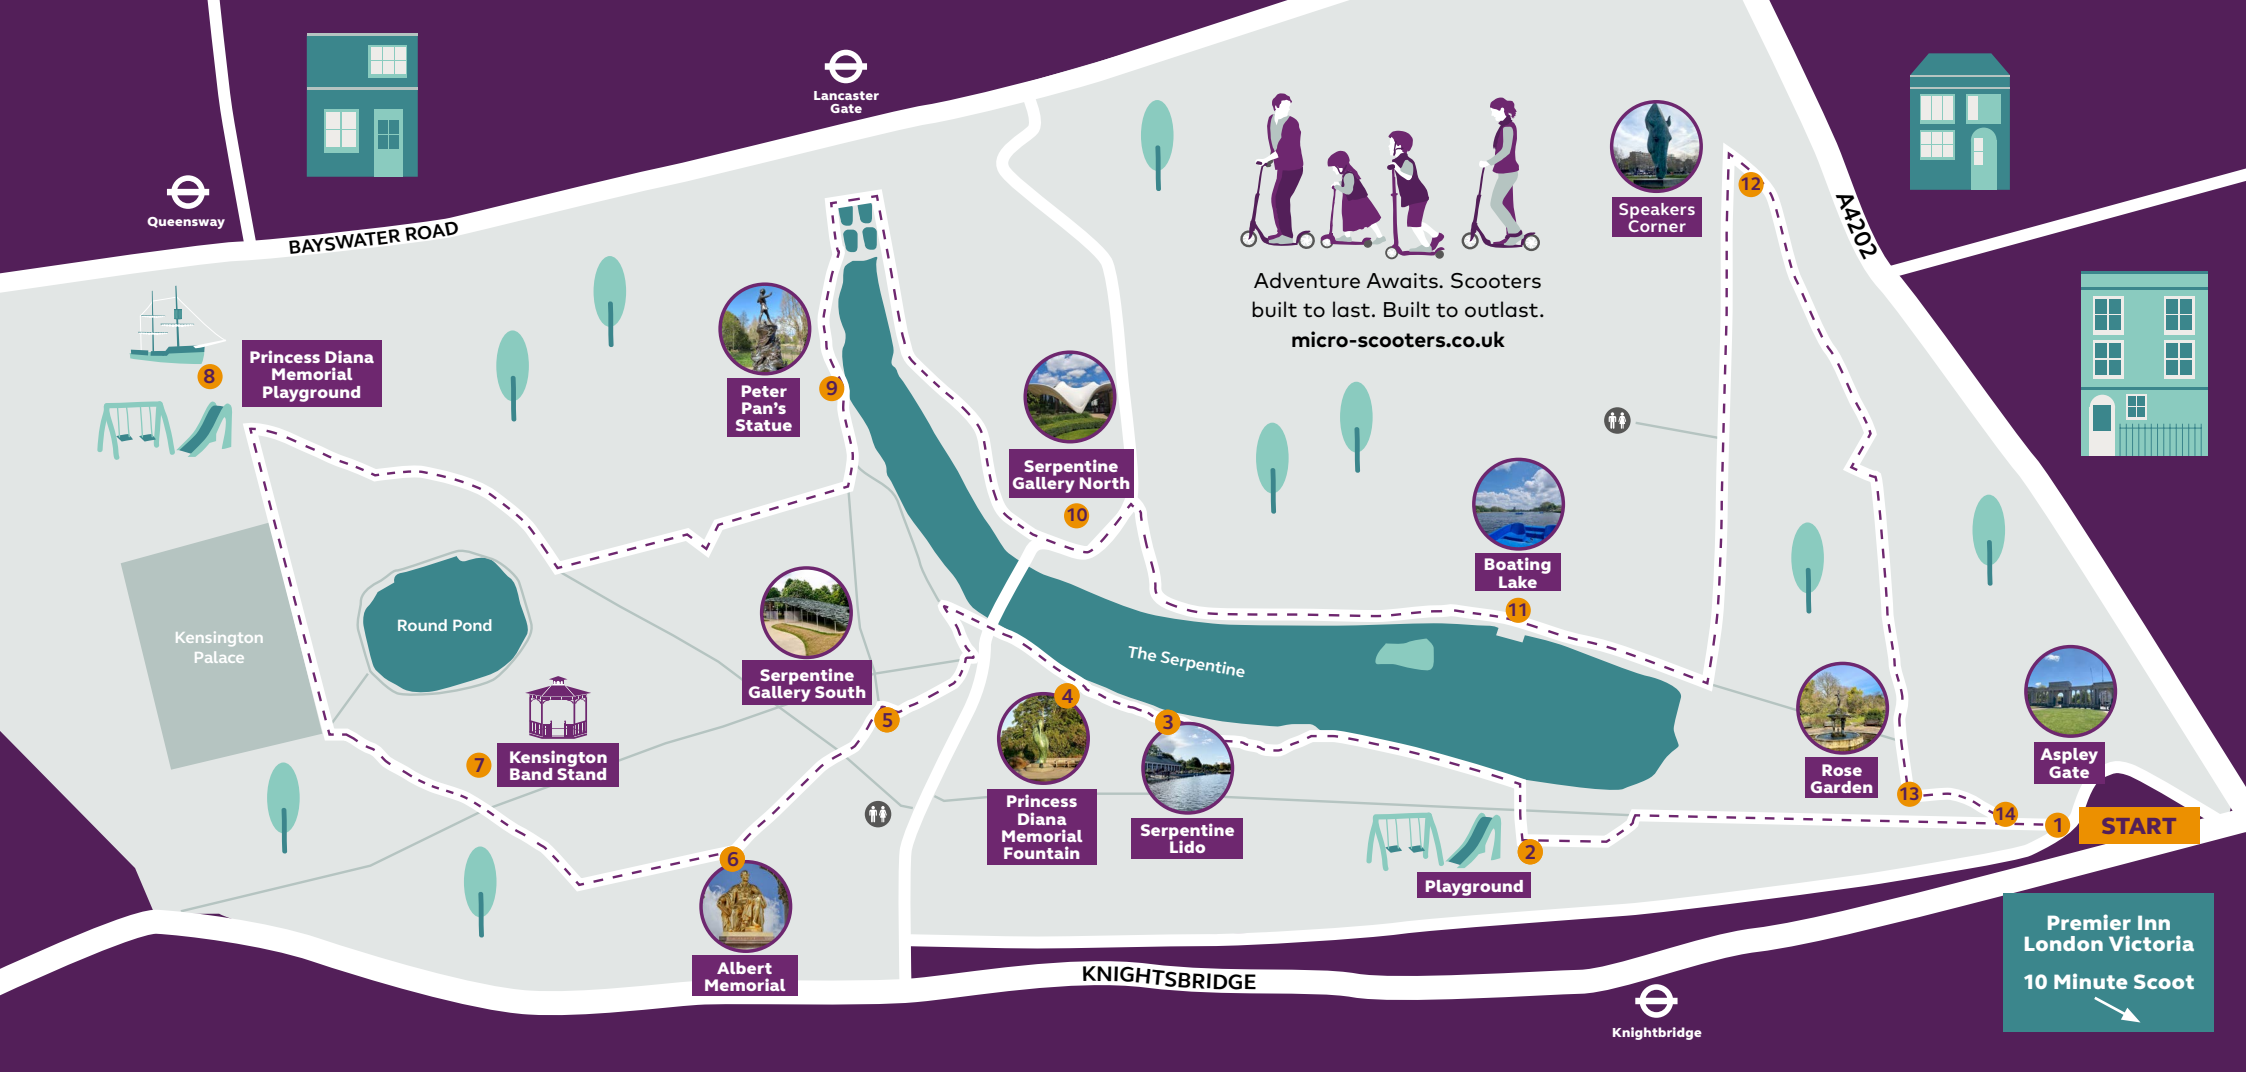 Lancaster
Gate
Queensway
BAYSWATER ROAD
A4202
Speakers
Corner
12
Adventure Awaits. Scooters
built to last. Built to outlast.
micro-scooters.co.uk
8
Princess Diana
Memorial
Playground
Peter
Pan's
Statue
9
Serpentine
Gallery North
10
Boating
Lake
11
Kensington
Palace
Round Pond
The Serpentine
Serpentine
Gallery South
5
4
3
7
Kensington
Band Stand
Princess
Diana
Memorial
Fountain
Serpentine
Lido
Rose
Garden
13
Aspley
Gate
14
1
START
2
Playground
6
Albert
Memorial
KNIGHTSBRIDGE
Knightbridge
Premier Inn
London Victoria
10 Minute Scoot